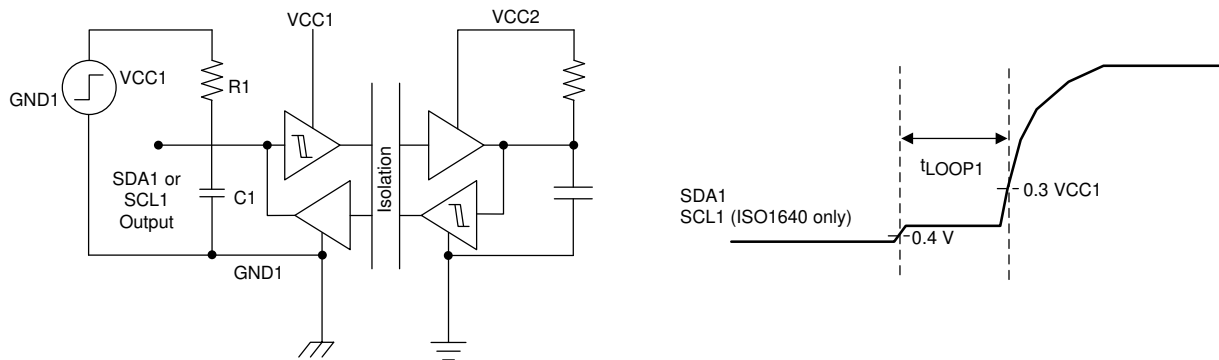 VCC1
VCC2
VCC1
GND1
R1
Isolation
SDA1 or
SCL1
Output
C1
GND1
tLOOP1
0.3 VCC1
SDA1
SCL1 (ISO1640 only)
0.4 V